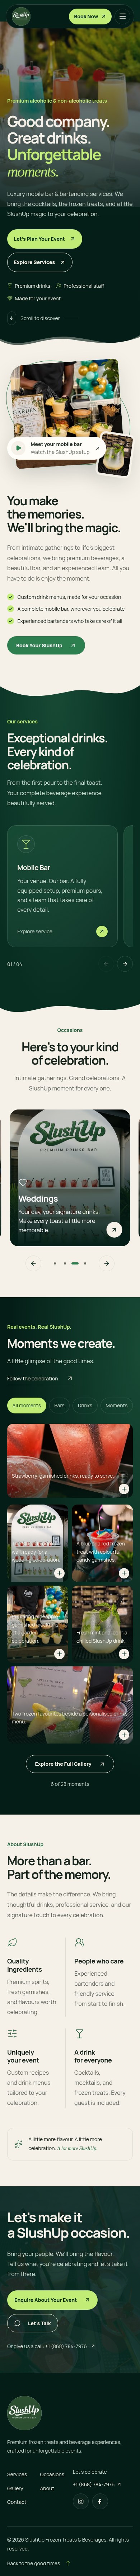 SlushUp
Book Now
Premium alcoholic & non-alcoholic treats
Good company.
Great drinks.
Unforgettable
moments.
Luxury mobile bar & bartending services. We
bring the cocktails, the frozen treats, and a little
SlushUp magic to your celebration.
Let's Plan Your Event
Explore Services
Premium drinks
Professional staff
Made for your event
Scroll to discover
Meet your mobile bar
Watch the SlushUp setup
You make
the memories.
We'll bring the magic.
From intimate gatherings to life's biggest
celebrations, we bring premium beverages, an
experienced bartending team, and a beautiful
mobile bar experience to your event. All you
have to do is enjoy the moment.
Custom drink menus, made for your occasion
A complete mobile bar, wherever you celebrate
Experienced bartenders who take care of it all
Book Your SlushUp
Our services
Exceptional drinks.
Every kind of
celebration.
From the first pour to the final toast.
Your complete beverage experience,
beautifully served.
Mobile Bar
Your venue. Our bar. A fully
equipped setup, premium pours,
and a team that takes care of
every detail.
Explore service
01 / 04
Occasions
Here's to your kind
of celebration.
Intimate gatherings. Grand celebrations. A
SlushUp moment for every one.
SlushUp
PREMIUM DRINKS BAR
Weddings
Your day, your signature drinks.
Make every toast a little more
memorable.
Real events. Real SlushUp.
Moments we create.
A little glimpse of the good times.
Follow the celebration
All moments
Bars
Drinks
Moments
Strawberry-garnished drinks, ready to serve
SlushUp
Explore the Full Gallery
6 of 28 moments
About SlushUp
More than a bar.
Part of the memory.
The details make the difference. We bring
thoughtful drinks, professional service, and our
signature touch to every celebration.
Quality
ingredients
Premium spirits,
fresh garnishes,
and flavours worth
celebrating.
People who care
Experienced
bartenders and
friendly service
from start to finish.
Uniquely
your event
Custom recipes
and drink menus
tailored to your
celebration.
A drink
for everyone
Cocktails,
mocktails, and
frozen treats. Every
guest is included.
A little more flavour. A little more
celebration. A lot more SlushUp.
Let's make it
a SlushUp occasion.
Bring your people. We'll bring the flavour.
Tell us what you're celebrating and let's take it
from there.
Enquire About Your Event
Let's Talk
Or give us a call: +1 (868) 784-7976
SlushUp
Premium frozen treats and beverage experiences,
expertly crafted for unforgettable events.
Services
Occasions
Let's celebrate
Gallery
About
+1 (868) 784-7976
Contact
© 2026 SlushUp Frozen Treats & Beverages. All rights
reserved.
Back to the good times